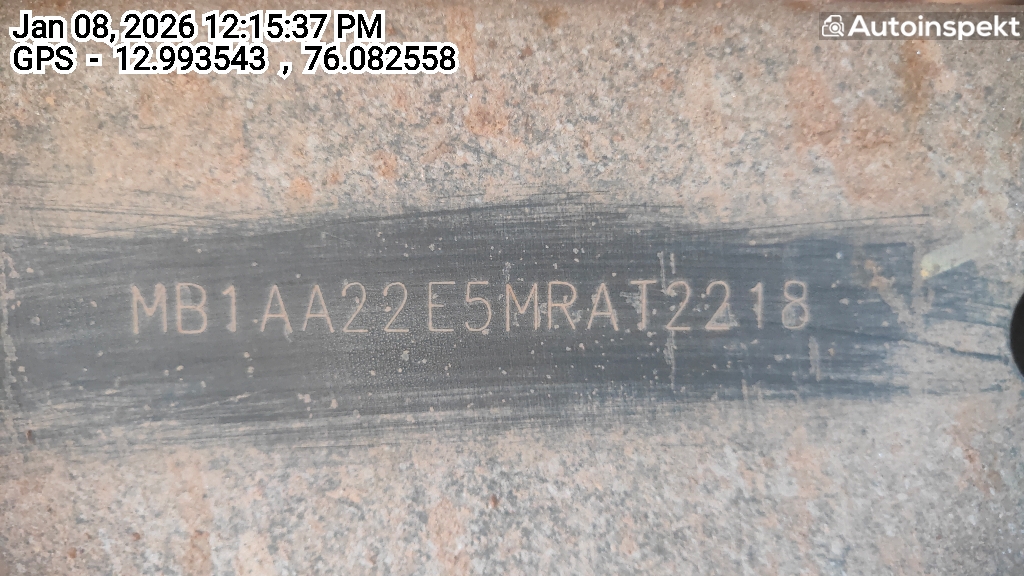 Jan 08, 2026 12:15:37 PM
GPS - 12.993543 , 76.082558
Autoinspekt
MB1AA22E5MRAT2218